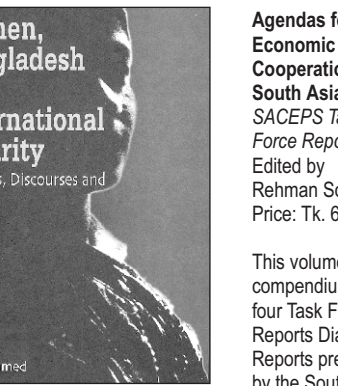 men,
gladesh
rnational
rity
s, Discourses and
med
Agendas f
Economic
Cooperatio
South Asia
SACEPS Ta
Force Repo
Edited by
Rehman So
Price: Tk. 6
This volume
compendiu
four Task F
Reports Dia
Reports pre
by the Sout